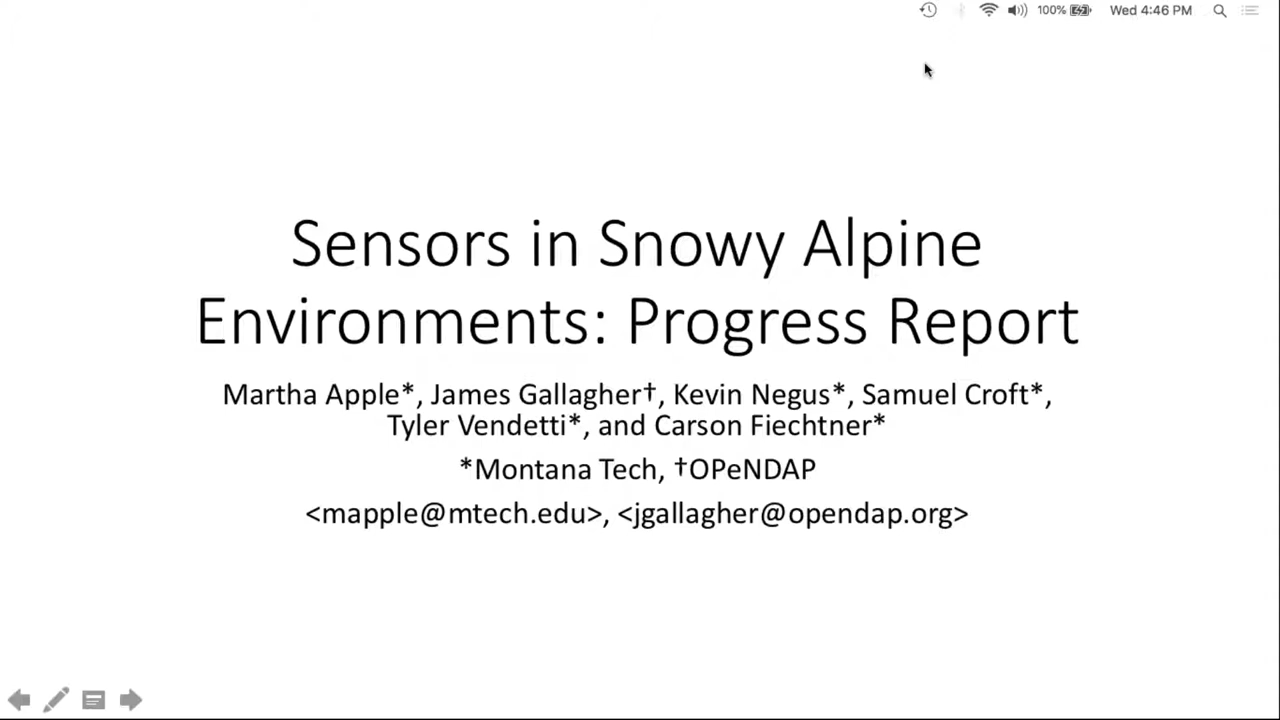 100% Wed 4:46 PM
Sensors in Snowy Alpine
Environments: Progress Report
Martha Apple*, James Gallagher†, Kevin Negus*, Samuel Croft*,
Tyler Vendetti*, and Carson Fiechtner*
*Montana Tech, †OPeNDAP
<mapple@mtech.edu>, <jgallagher@opendap.org>